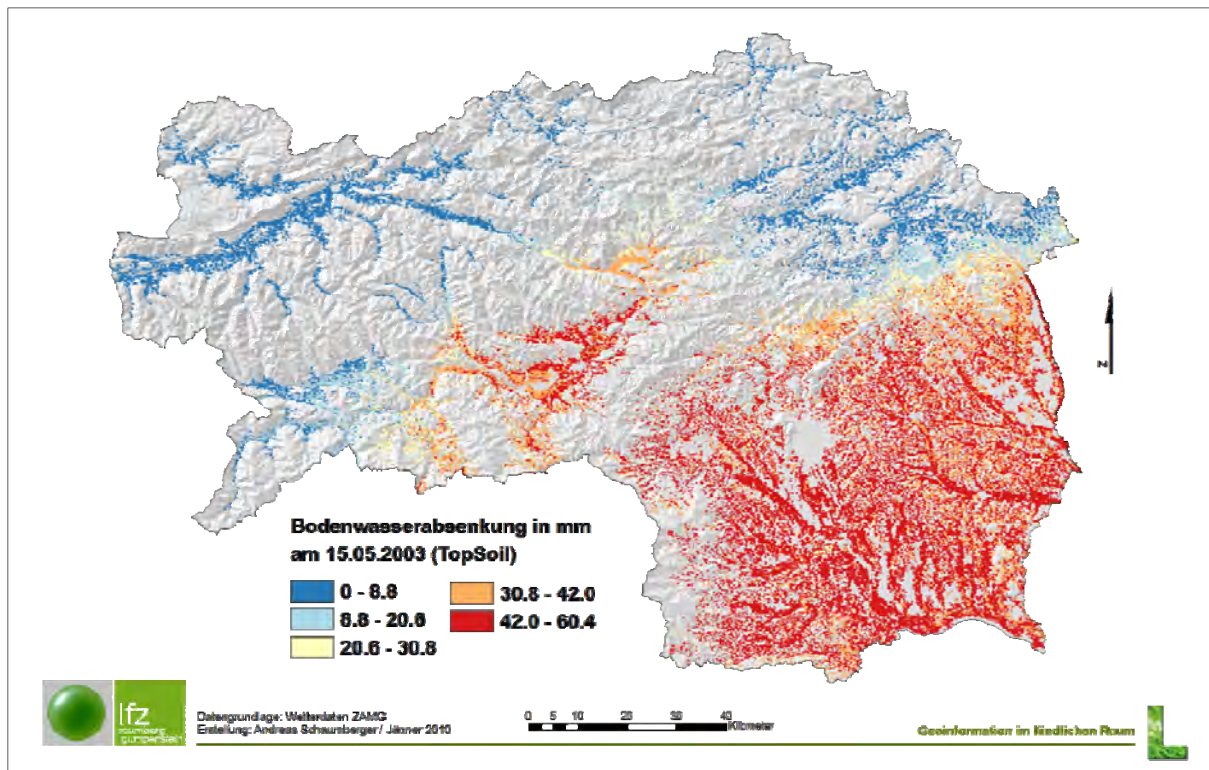 Bodenwasserabsenkung in mm
am 15.05.2003 (TopSoil)
0 - 8.8
8.8 - 20.6
20.6 - 30.8
30.8 - 42.0
42.0 - 60.4
N
lfz
raumberg
gumpenstein
Datengrundlage: Wetterdaten ZAMG
Erstellung: Andreas Schaumberger / Jänner 2010
0 5 10 20 30 40
Kilometer
Geoinformation im ländlichen Raum
L